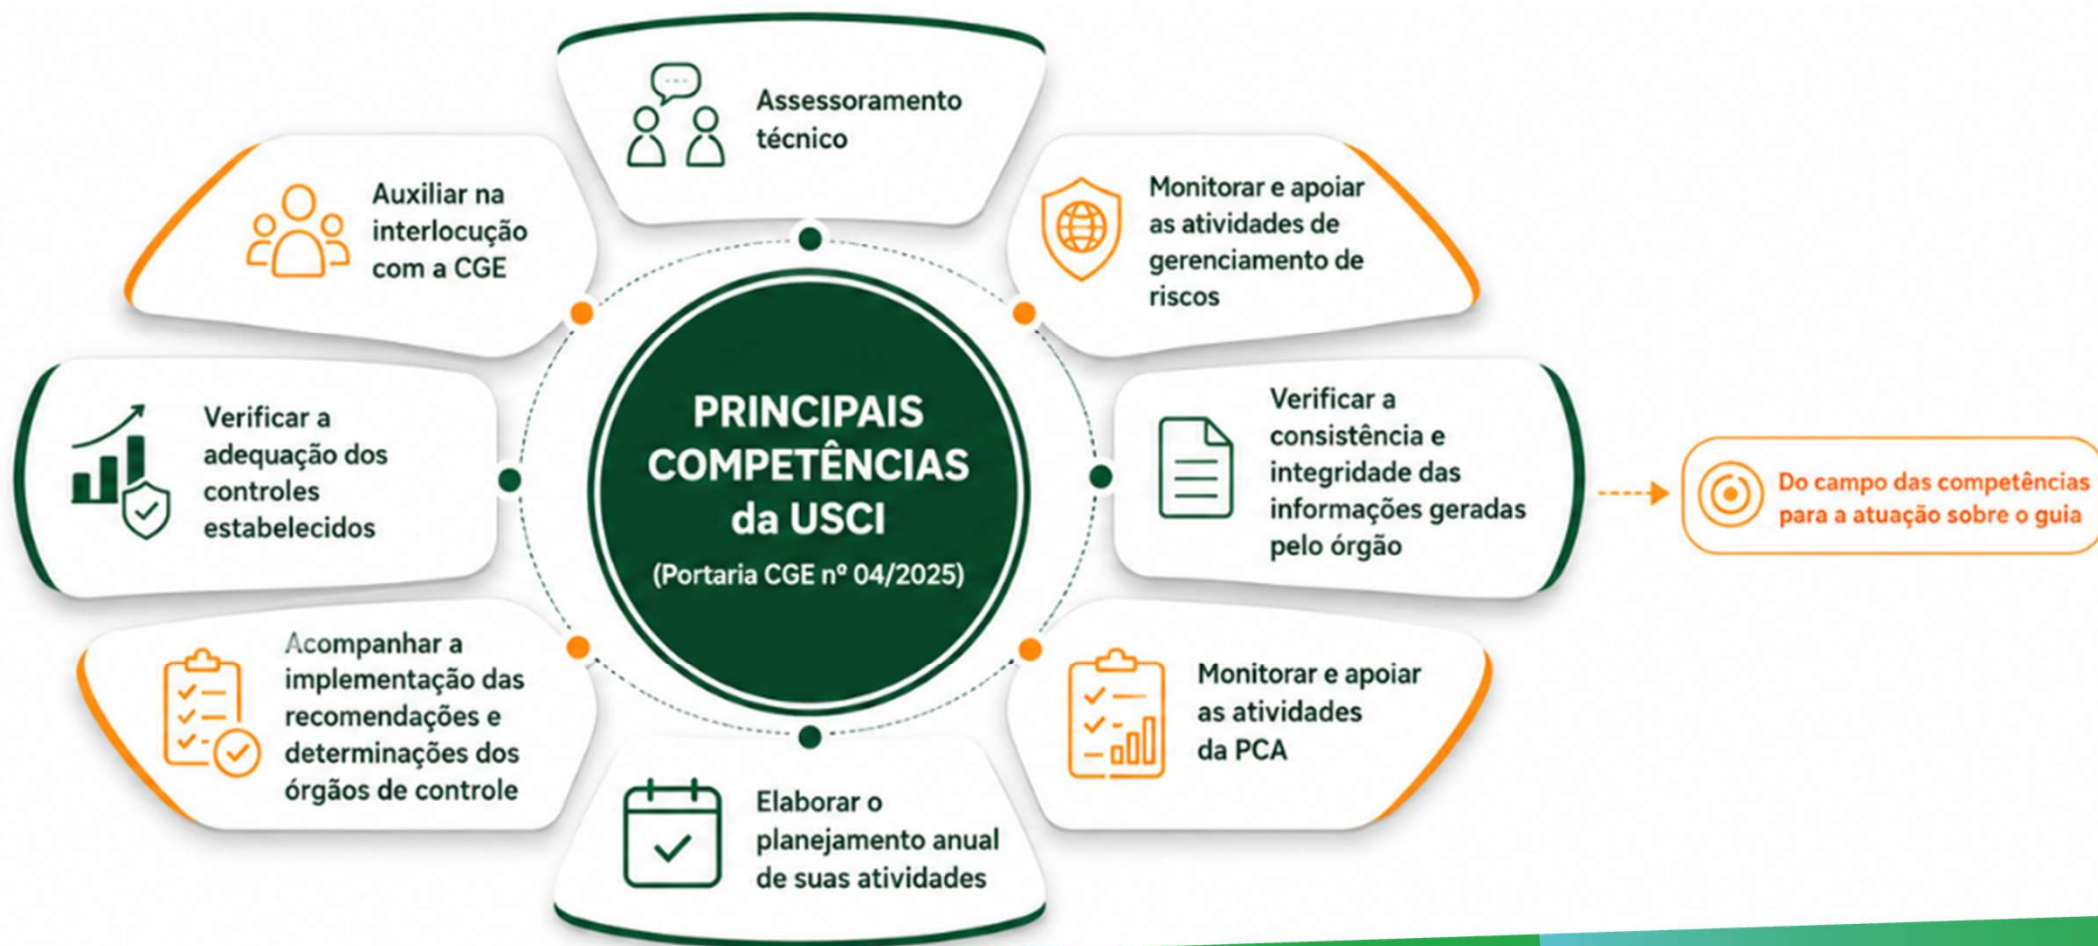 Assessoramento
técnico
Auxiliar na
interlocução
com a CGE
Monitorar e apoiar
as atividades de
gerenciamento de
riscos
Verificar a
adequação dos
controles
estabelecidos
PRINCIPAIS
COMPETÊNCIAS
da USCI
(Portaria CGE nº 04/2025)
Verificar a
consistência e
integridade das
informações geradas
pelo órgão
Do campo das competências
para a atuação sobre o guia
Acompanhar a
implementação das
recomendações e
determinações dos
órgãos de controle
Monitorar e apoiar
as atividades
da PCA
Elaborar o
planejamento anual
de suas atividades